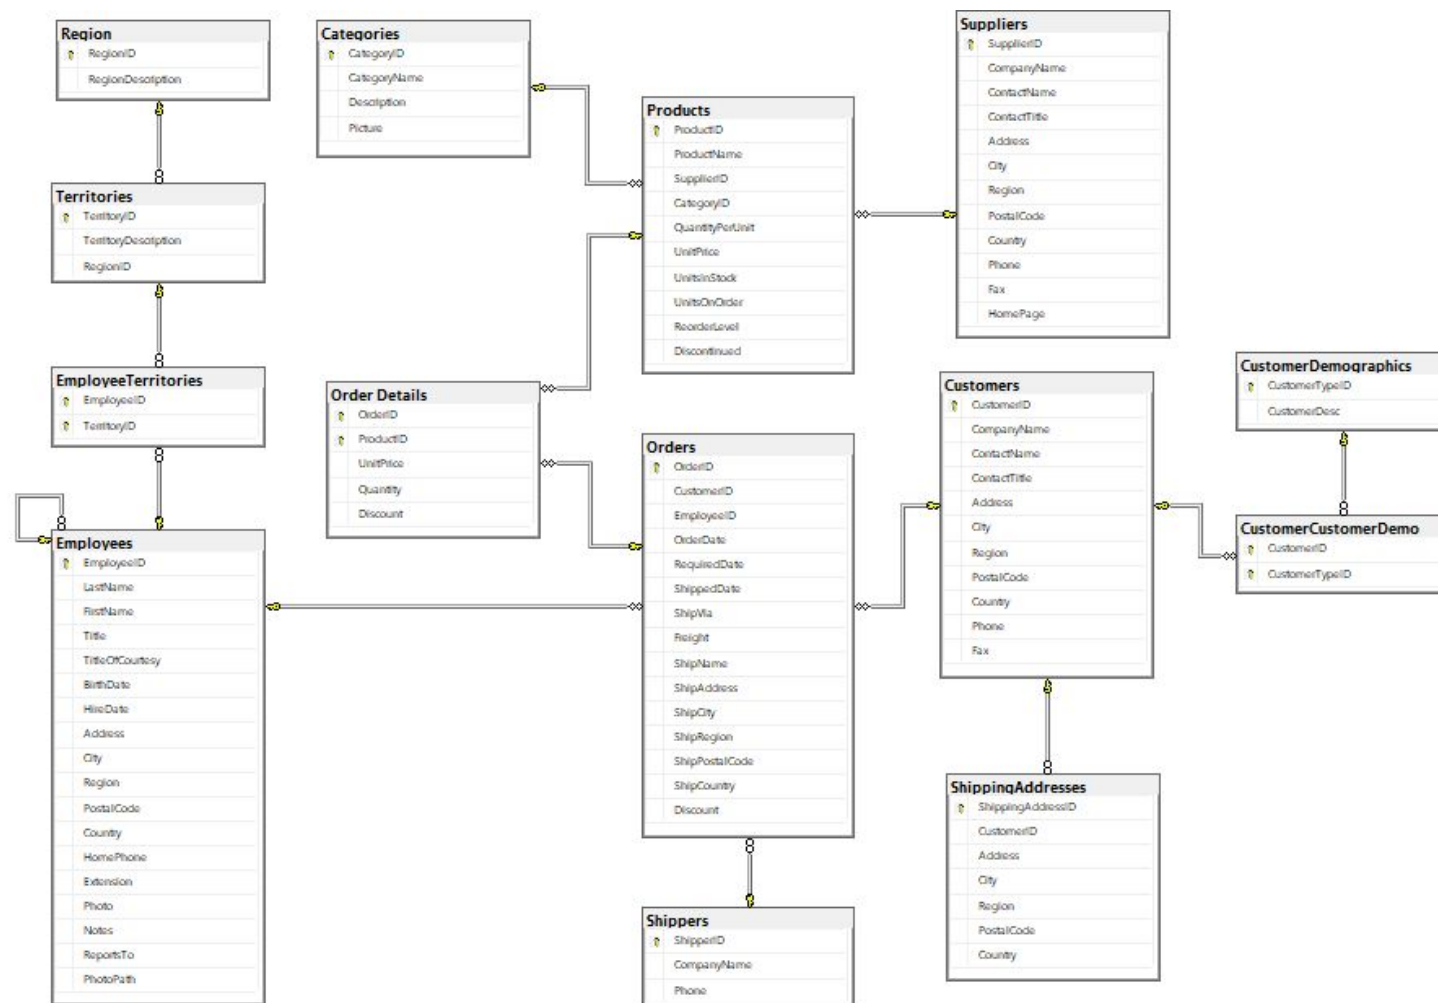 Region
RegionID
RegionDescription
Categories
CategoryID
CategoryName
Description
Picture
Suppliers
SupplierID
CompanyName
ContactName
ContactTitle
Address
City
Region
PostalCode
Country
Phone
Fax
HomePage
Products
ProductID
ProductName
SupplierID
CategoryID
QuantityPerUnit
UnitPrice
UnitsInStock
UnitsOnOrder
ReorderLevel
Discontinued
Territories
TerritoryID
TerritoryDescription
RegionID
EmployeeTerritories
EmployeeID
TerritoryID
Order Details
OrderID
ProductID
UnitPrice
Quantity
Discount
Customers
CustomerID
CompanyName
ContactName
ContactTitle
Address
City
Region
PostalCode
Country
Phone
Fax
CustomerDemographics
CustomerTypeID
CustomerDesc
Orders
OrderID
CustomerID
EmployeeID
OrderDate
RequiredDate
ShippedDate
ShipVia
Freight
ShipName
ShipAddress
ShipCity
ShipRegion
ShipPostalCode
ShipCountry
Discount
CustomerCustomerDemo
CustomerID
CustomerTypeID
Employees
EmployeeID
LastName
FirstName
Title
TitleOfCourtesy
BirthDate
HireDate
Address
City
Region
PostalCode
Country
HomePhone
Extension
Photo
Notes
ReportsTo
PhotoPath
ShippingAddresses
ShippingAddressID
CustomerID
Address
City
Region
PostalCode
Country
Shippers
ShipperID
CompanyName
Phone